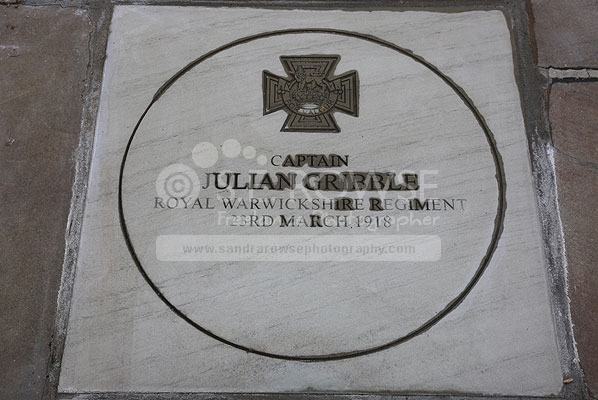 CAPTAIN
JULIAN GRIBBLE
ROYAL WARWICKSHIRE REGIMENT
23RD MARCH, 1918
www.sandrarowsephotography.com